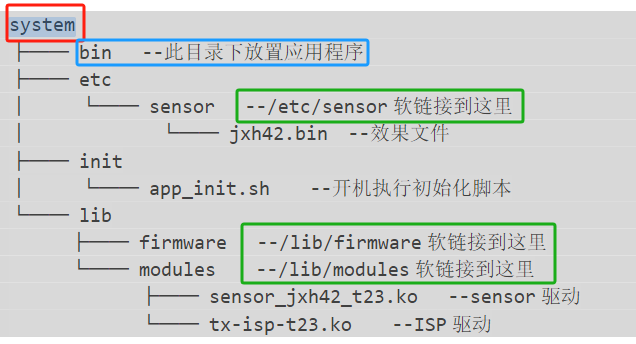 system
├── bin --此目录下放置应用程序
├── etc
│ └── sensor --/etc/sensor 软链接到这里
│ └── jxh42.bin --效果文件
├── init
│ └── app_init.sh --开机执行初始化脚本
└── lib
├── firmware --/lib/firmware 软链接到这里
└── modules --/lib/modules 软链接到这里
├── sensor_jxh42_t23.ko --sensor 驱动
└── tx-isp-t23.ko --ISP 驱动